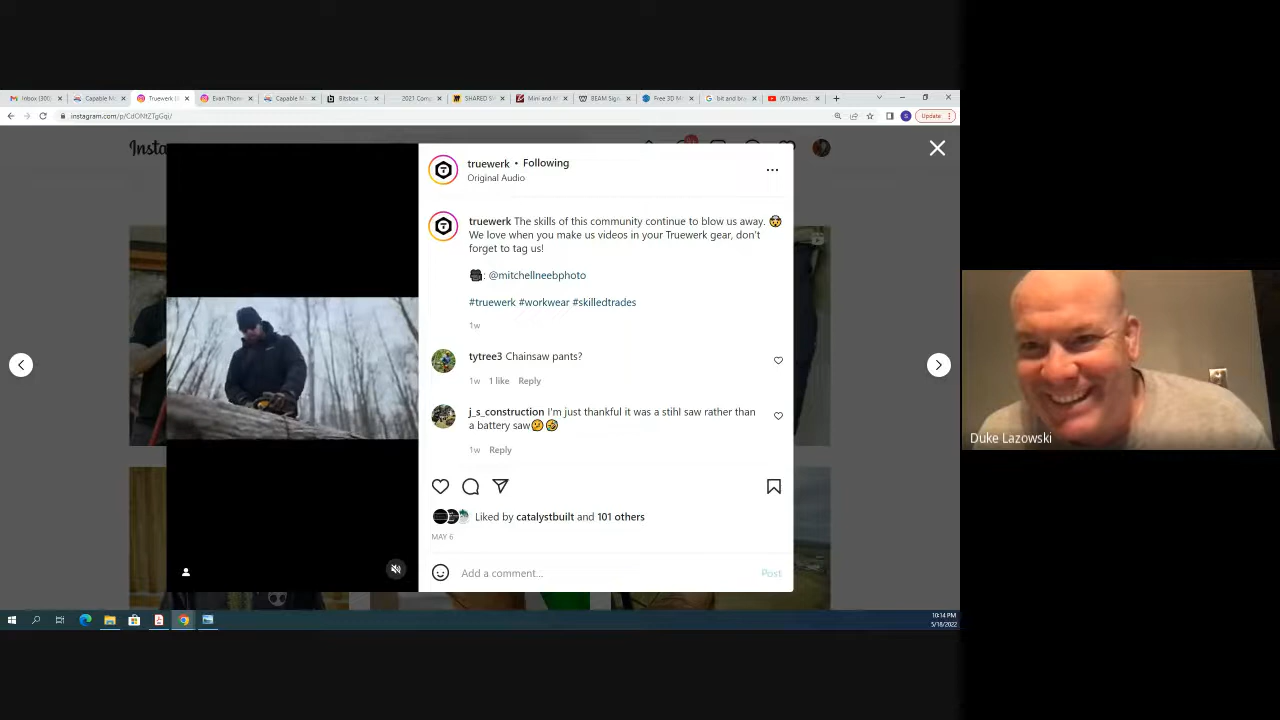 Inbox (300)
Capable M
Truewerk (
Evan Thom
Capable M
Bitsbox - C
2021 Comp
SHARED S
Mini and M
BEAM Sign
Free 3D M
bit and br
(61) James
instagram.com/p/CdONtZTgGqj/
Update
Insta
truewerk • Following
Original Audio
truewerk The skills of this community continue to blow us away. 🤯
We love when you make us videos in your Truewerk gear, don't
forget to tag us!
🎥: @mitchellneebphoto
#truewerk #workwear #skilledtrades
1w
tytree3 Chainsaw pants?
1w 1 like Reply
j_s_construction I'm just thankful it was a stihl saw rather than
a battery saw🤔🤣
1w Reply
Liked by catalystbuilt and 101 others
MAY 6
Add a comment...
Post
10:14 PM
5/18/2022
Duke Lazowski